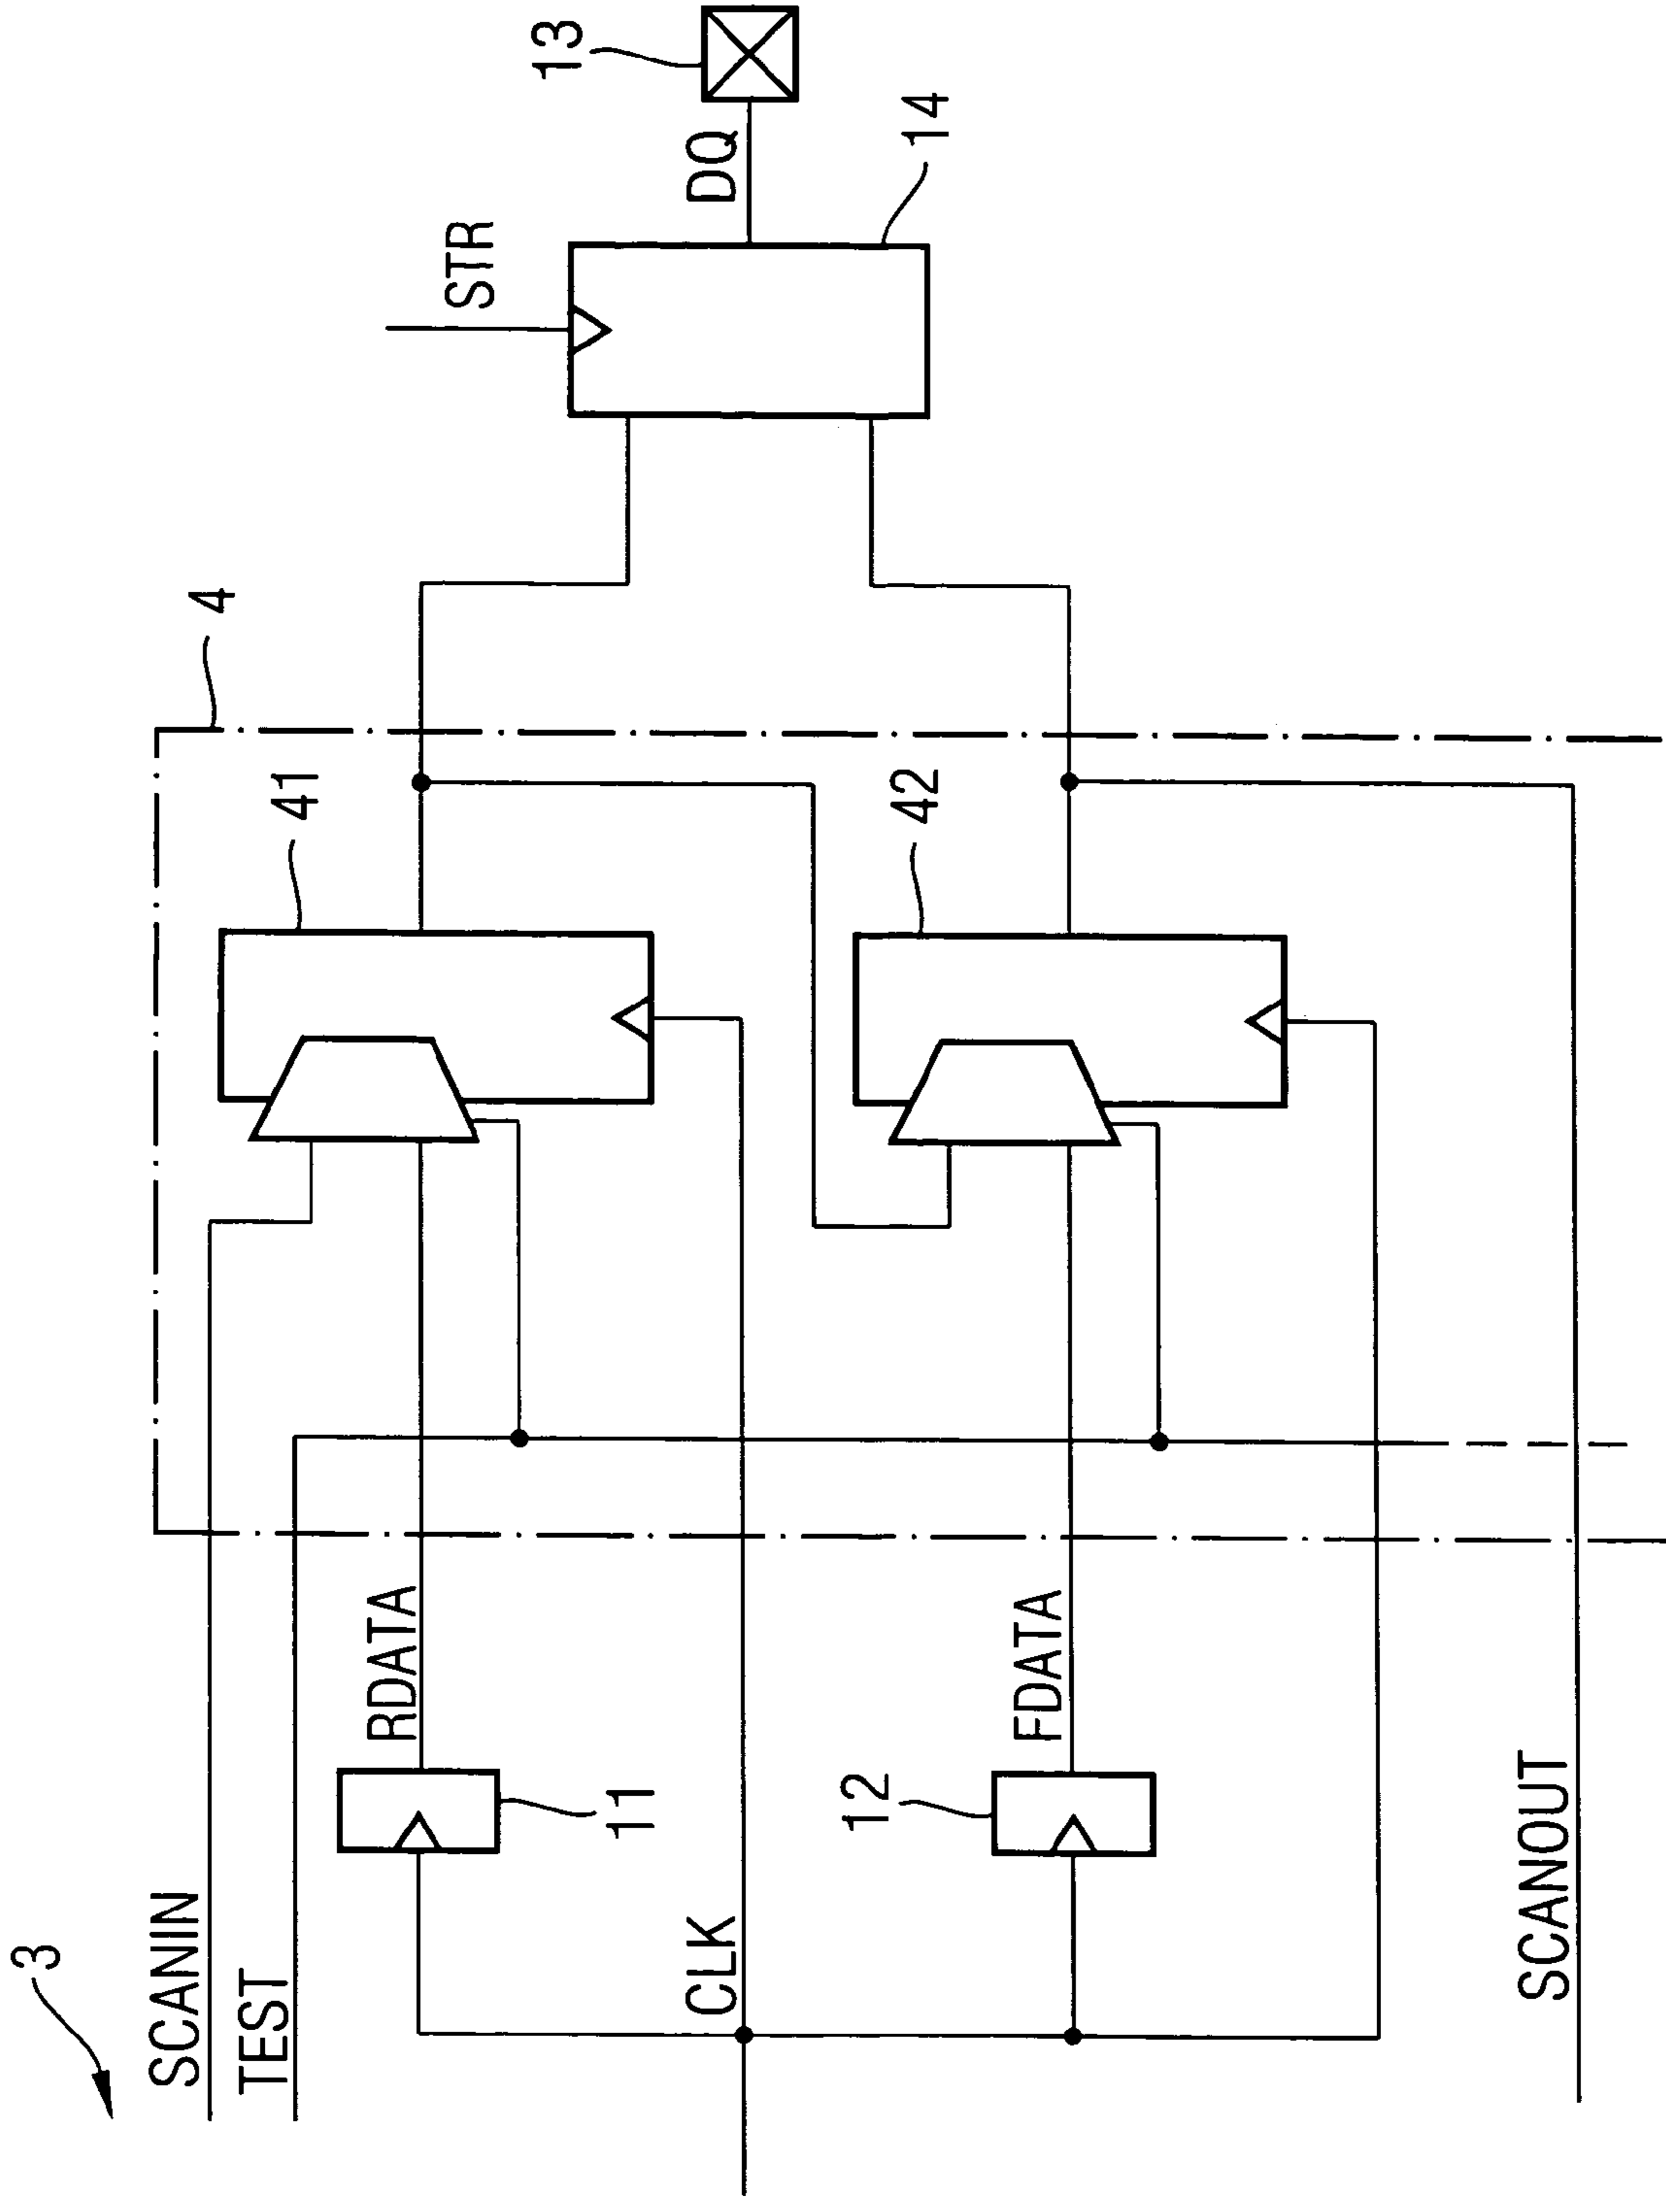 3
SCANIN
TEST
RDATA
11
CLK
FDATA
12
SCANOUT
4
41
42
STR
DQ
13
14